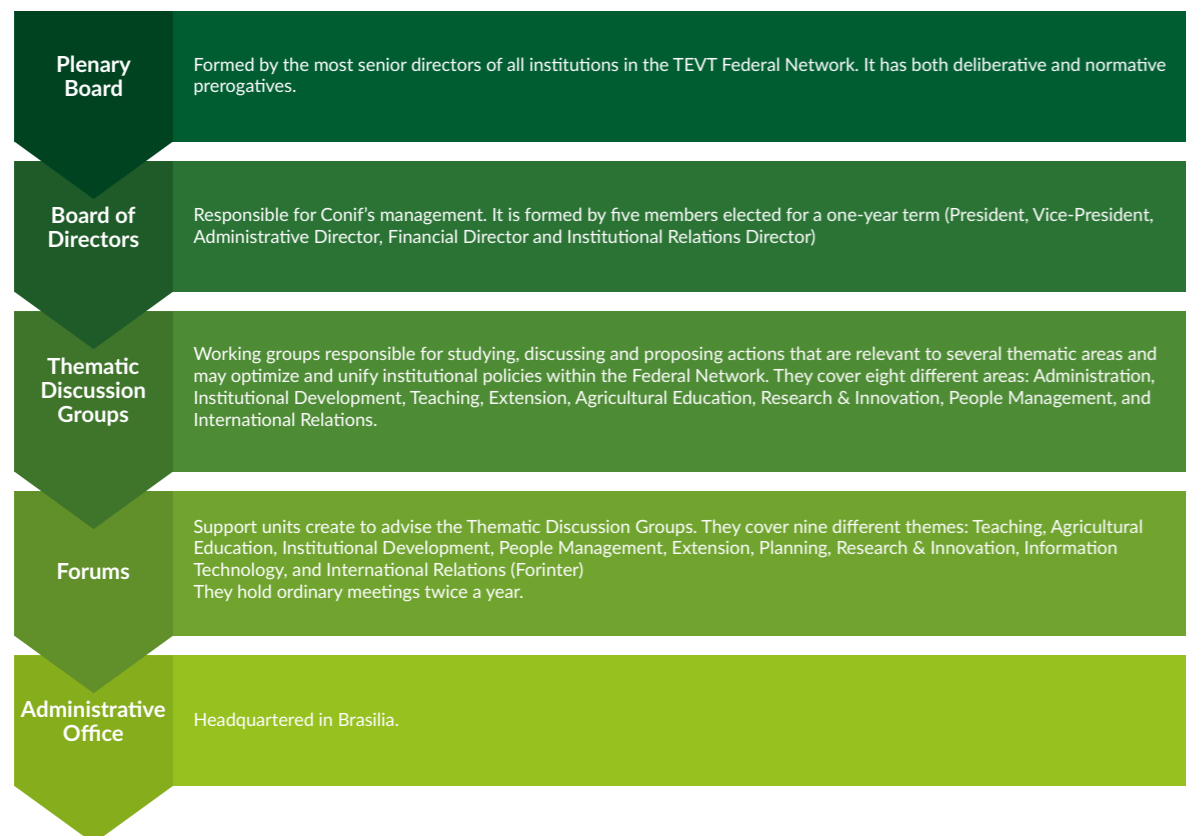 Plenary
Board
Formed by the most senior directors of all institutions in the TEVT Federal Network. It has both deliberative and normative
prerogatives.
Board of
Directors
Responsible for Conif’s management. It is formed by five members elected for a one-year term (President, Vice-President,
Administrative Director, Financial Director and Institutional Relations Director)
Thematic
Discussion
Groups
Working groups responsible for studying, discussing and proposing actions that are relevant to several thematic areas and
may optimize and unify institutional policies within the Federal Network. They cover eight different areas: Administration,
Institutional Development, Teaching, Extension, Agricultural Education, Research & Innovation, People Management, and
International Relations.
Forums
Support units create to advise the Thematic Discussion Groups. They cover nine different themes: Teaching, Agricultural
Education, Institutional Development, People Management, Extension, Planning, Research & Innovation, Information
Technology, and International Relations (Forinter)
They hold ordinary meetings twice a year.
Administrative
Office
Headquartered in Brasilia.